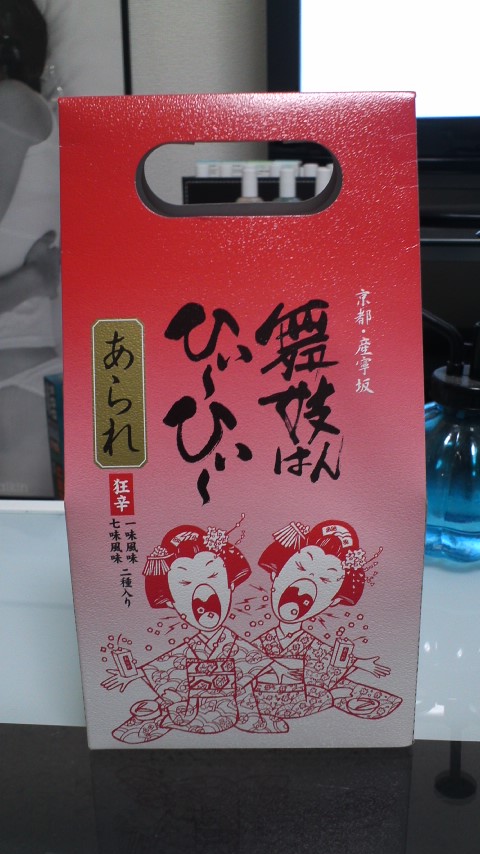 京都・産寧坂
舞妓はん
ひぃ〜ひぃ〜
あられ
狂辛
一味風味
七味風味
二種入り